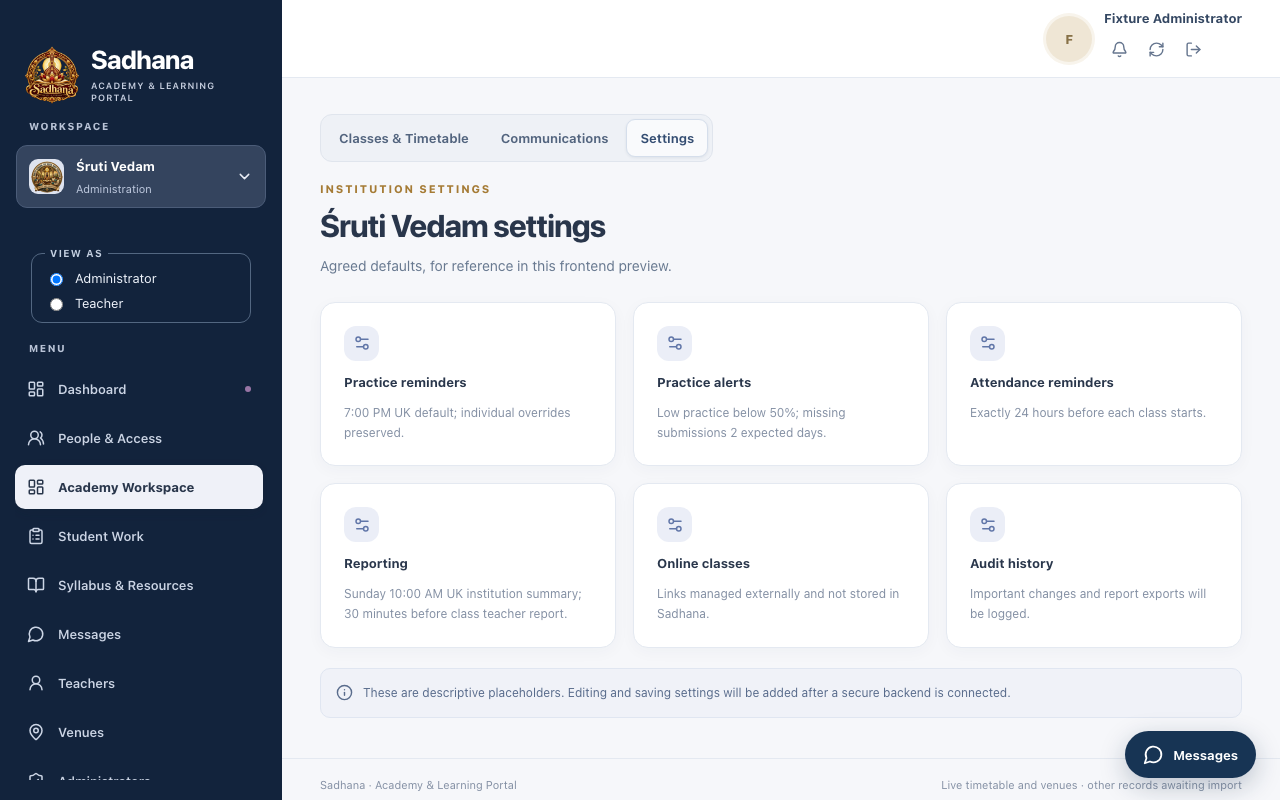 Fixture Administrator
F
Sadhana
Sadhana
ACADEMY & LEARNING
PORTAL
WORKSPACE
Śruti Vedam
Administration
VIEW AS
Administrator
Teacher
MENU
Dashboard
People & Access
Academy Workspace
Student Work
Syllabus & Resources
Messages
Teachers
Venues
Administrators
Classes & Timetable
Communications
Settings
INSTITUTION SETTINGS
Śruti Vedam settings
Agreed defaults, for reference in this frontend preview.
Practice reminders
7:00 PM UK default; individual overrides
preserved.
Practice alerts
Low practice below 50%; missing
submissions 2 expected days.
Attendance reminders
Exactly 24 hours before each class starts.
Reporting
Sunday 10:00 AM UK institution summary;
30 minutes before class teacher report.
Online classes
Links managed externally and not stored in
Sadhana.
Audit history
Important changes and report exports will
be logged.
These are descriptive placeholders. Editing and saving settings will be added after a secure backend is connected.
Messages
Sadhana · Academy & Learning Portal
Live timetable and venues · other records awaiting import